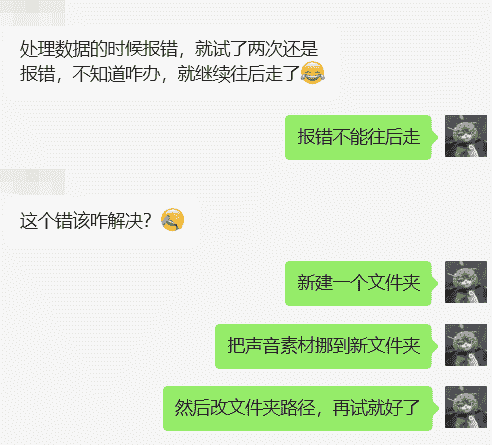 处理数据的时候报错，就试了两次还是
报错，不知道咋办，就继续往后走了😂
报错不能往后走
这个错该咋解决？🤦
新建一个文件夹
把声音素材挪到新文件夹
然后改文件夹路径，再试就好了